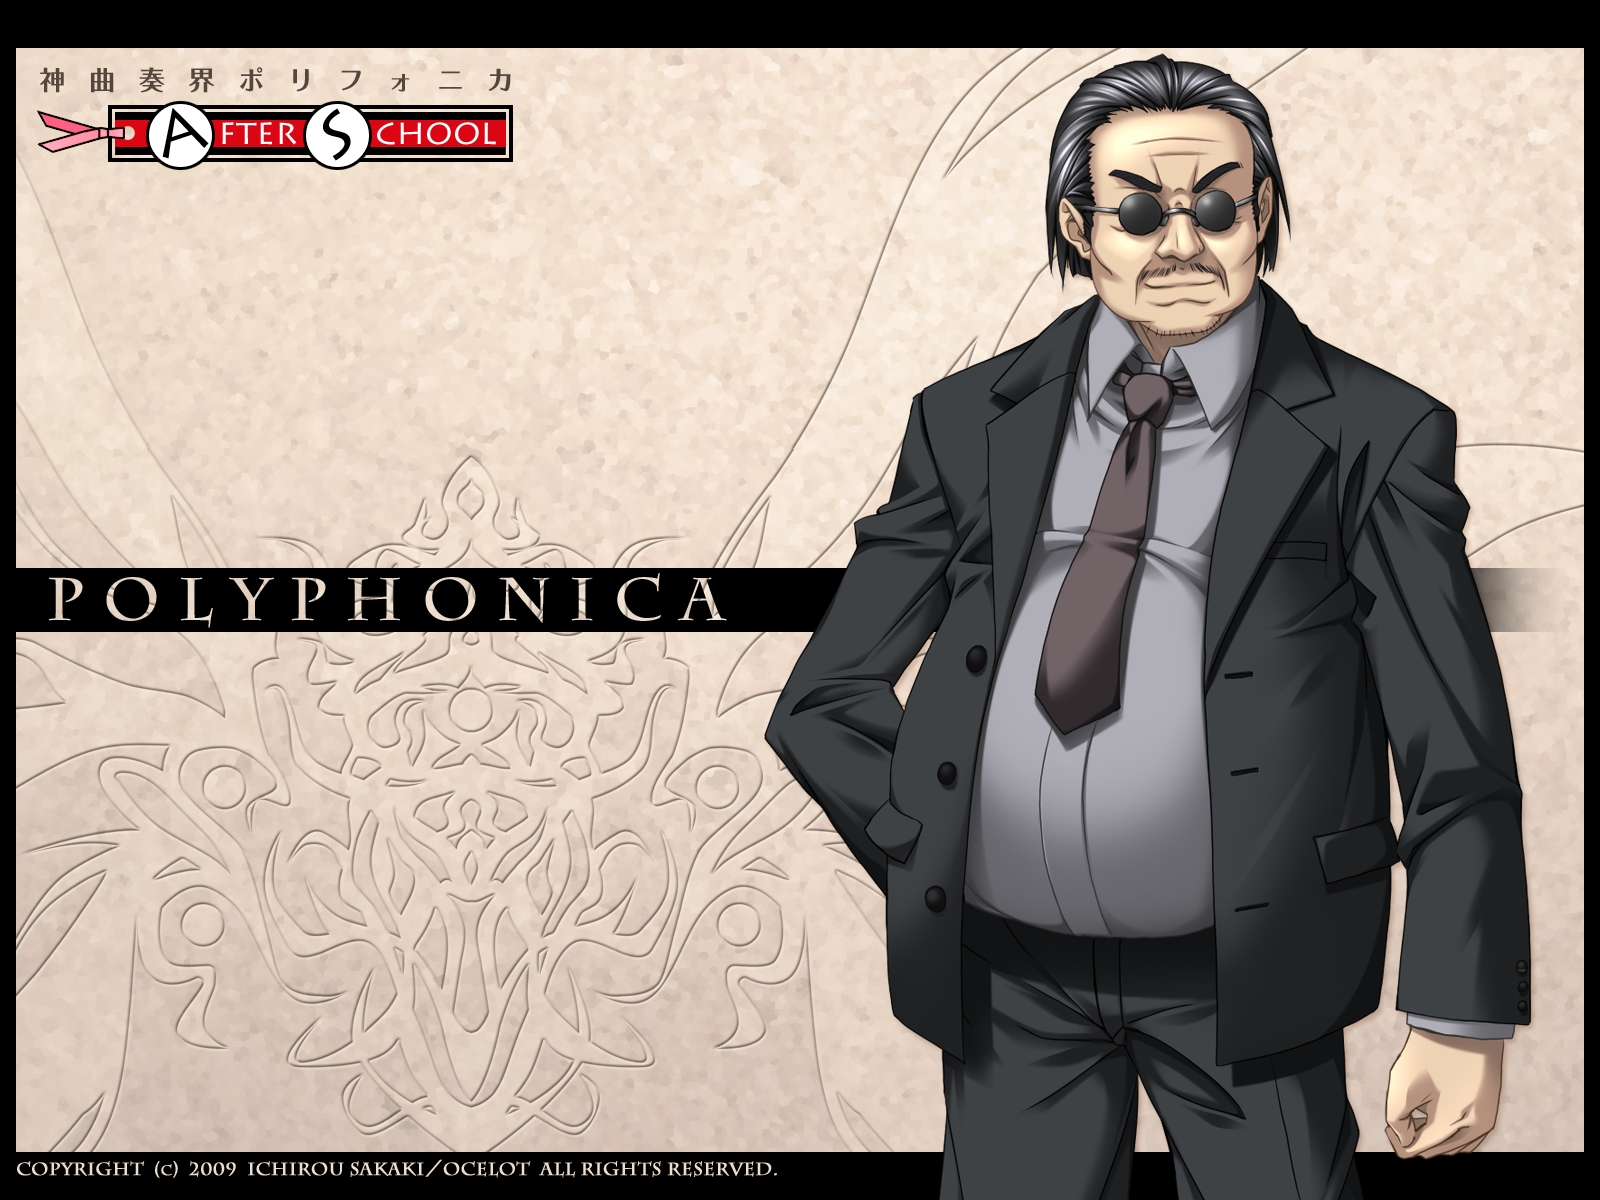 神曲奏界ポリフォニカ
AFTER SCHOOL
POLYPHONICA
COPYRIGHT (C) 2009 ICHIROU SAKAKI/OCELOT ALL RIGHTS RESERVED.